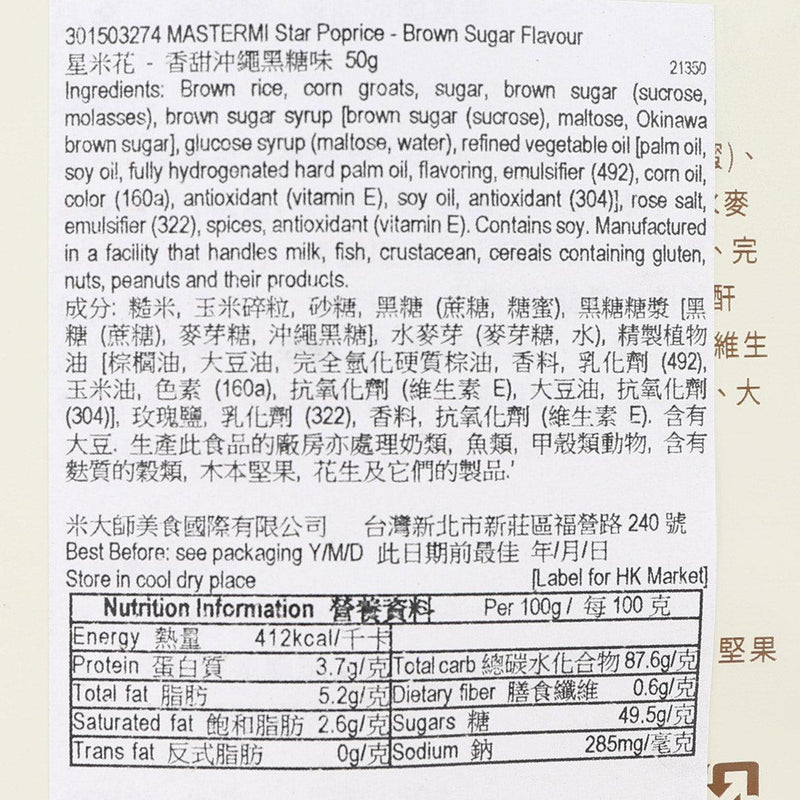 301503274 MASTERMI Star Poprice - Brown Sugar Flavour
星米花 - 香甜沖繩黑糖味 50g
21350
Ingredients: Brown rice, corn groats, sugar, brown sugar (sucrose,
molasses), brown sugar syrup [brown sugar (sucrose), maltose, Okinawa
brown sugar], glucose syrup (maltose, water), refined vegetable oil [palm oil,
soy oil, fully hydrogenated hard palm oil, flavoring, emulsifier (492), corn oil,
color (160a), antioxidant (vitamin E), soy oil, antioxidant (304)], rose salt,
emulsifier (322), spices, antioxidant (vitamin E). Contains soy. Manufactured
in a facility that handles milk, fish, crustacean, cereals containing gluten,
nuts, peanuts and their products.
成分: 糙米, 玉米碎粒, 砂糖, 黑糖 (蔗糖, 糖蜜), 黑糖糖漿 [黑
糖 (蔗糖), 麥芽糖, 沖繩黑糖], 水麥芽 (麥芽糖, 水), 精製植物
油 [棕櫚油, 大豆油, 完全氫化硬質棕油, 香料, 乳化劑 (492),
玉米油, 色素 (160a), 抗氧化劑 (維生素 E), 大豆油, 抗氧化劑
(304)], 玫瑰鹽, 乳化劑 (322), 香料, 抗氧化劑 (維生素 E). 含有
大豆. 生產此食品的廠房亦處理奶類, 魚類, 甲殼類動物, 含有
麩質的穀類, 木本堅果, 花生及它們的製品.'
米大師美食國際有限公司 台灣新北市新莊區福營路 240 號
Best Before: see packaging Y/M/D 此日期前最佳 年/月/日
Store in cool dry place [Label for HK Market]
Nutrition Information 營養資料 Per 100g / 每 100 克
Energy 熱量 412kcal/千卡
Protein 蛋白質 3.7g/克 Total carb 總碳水化合物 87.6g/克
Total fat 脂肪 5.2g/克 Dietary fiber 膳食纖維 0.6g/克
Saturated fat 飽和脂肪 2.6g/克 Sugars 糖 49.5g/克
Trans fat 反式脂肪 0g/克 Sodium 鈉 285mg/毫克
)、
麥
、完
酐
維生
、大
堅果